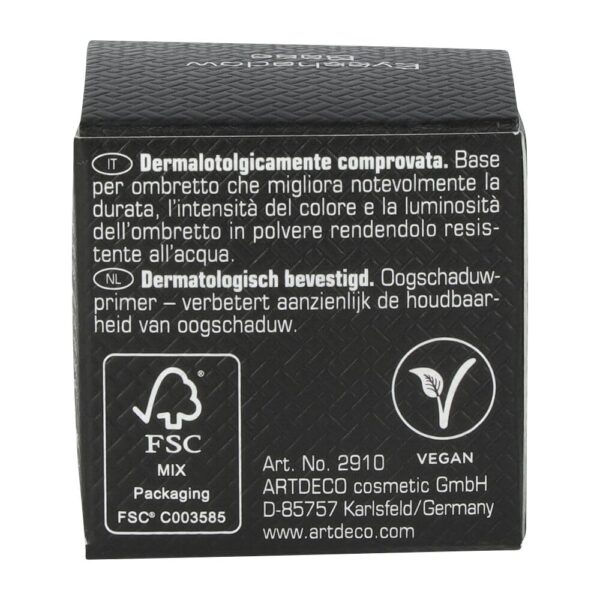 Eyeshadow
Base
IT Dermalotolgicamente comprovata. Base
per ombretto che migliora notevolmente la
durata, l'intensità del colore e la luminosità
dell'ombretto in polvere rendendolo resis-
tente all'acqua.
NL Dermatologisch bevestigd. Oogschaduw-
primer – verbetert aanzienlijk de houdbaar-
heid van oogschaduw.
FSC®
MIX
Packaging
FSC® C003585
VEGAN
Art. No. 2910
ARTDECO cosmetic GmbH
D-85757 Karlsfeld/Germany
www.artdeco.com